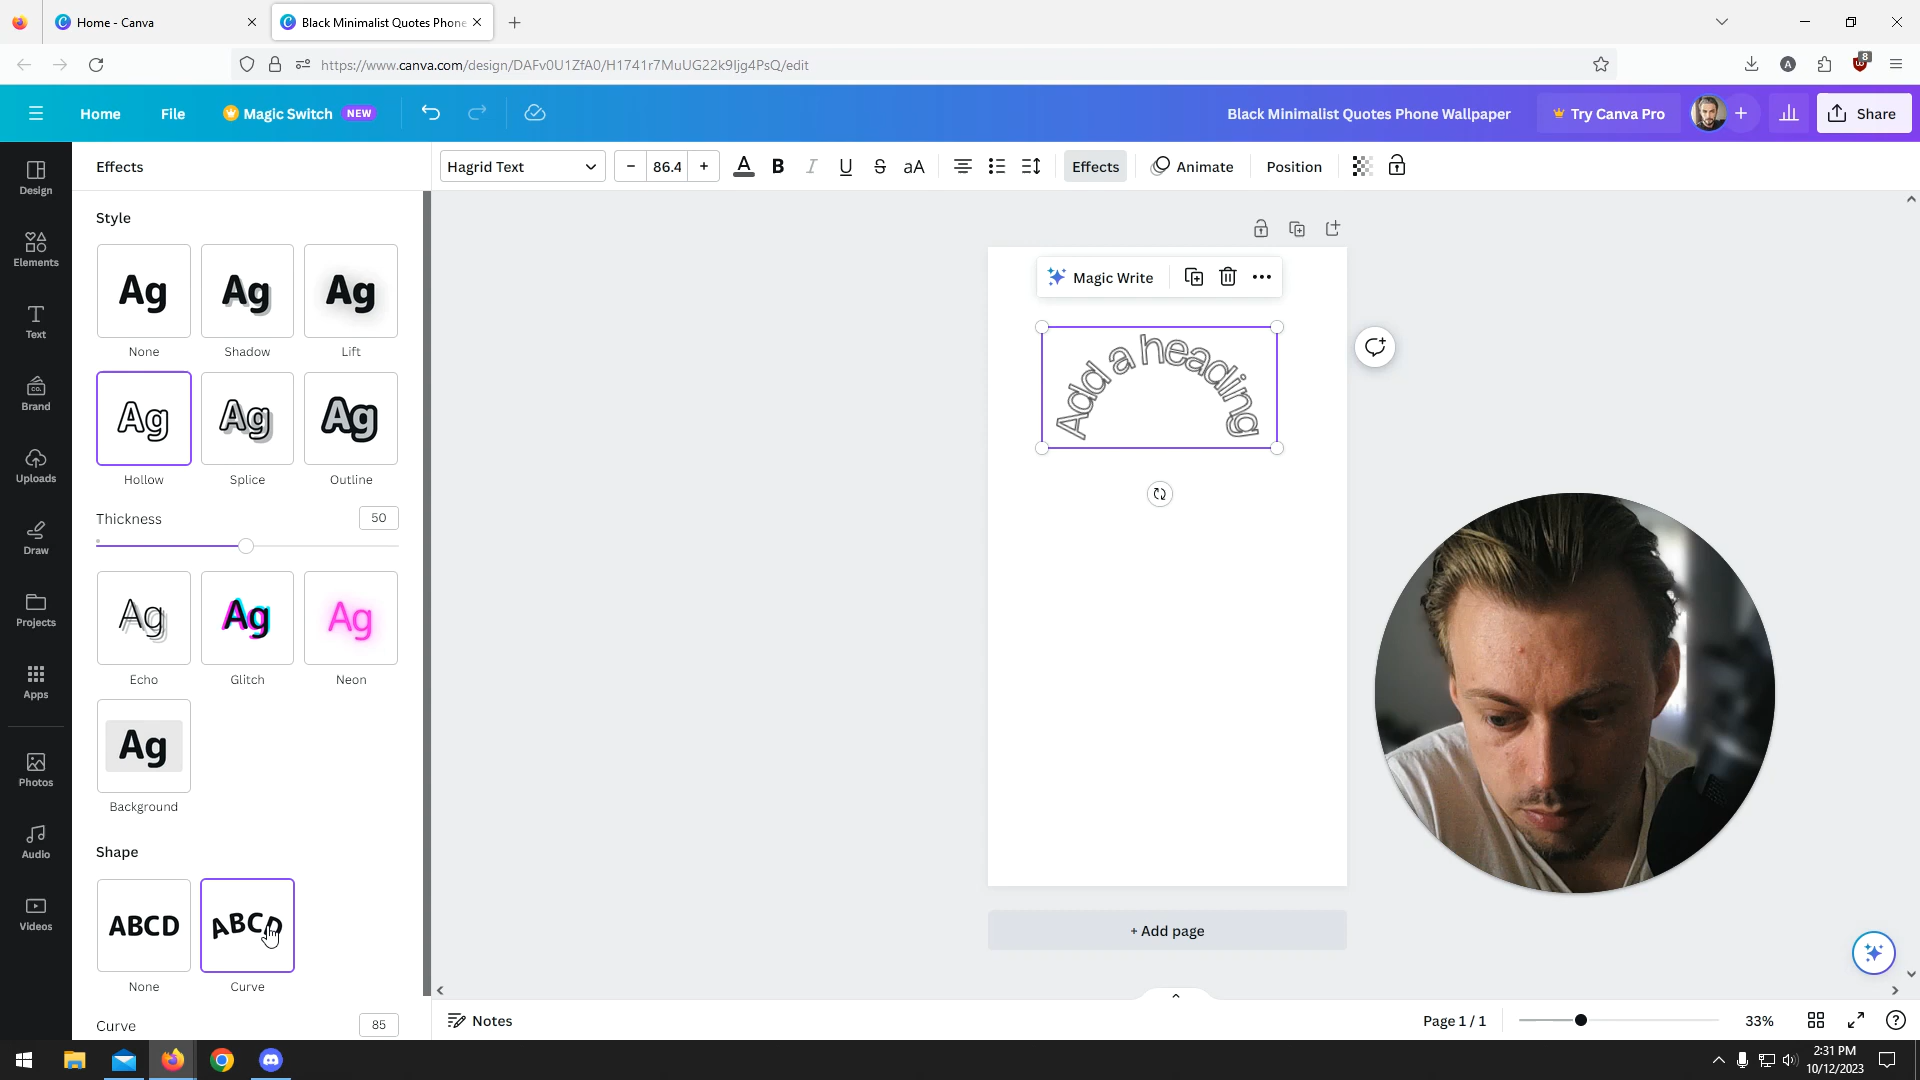 Home - Canva
Black Minimalist Quotes Phone
https://www.canva.com/design/DAFv0U1ZfA0/H1741r7MuUG22k9Ijg4PsQ/edit
A
8
Home
File
Magic Switch NEW
Black Minimalist Quotes Phone Wallpaper
Try Canva Pro
Share
Effects
Hagrid Text
86.4
A B I U S aA
Effects
Animate
Position
Design
Elements
Text
Brand
Uploads
Draw
Projects
Apps
Photos
Audio
Videos
Style
Ag Ag Ag
None Shadow Lift
Ag Ag Ag
Hollow Splice Outline
Thickness 50
Ag Ag Ag
Echo Glitch Neon
Ag
Background
Shape
ABCD ABCD
None Curve
Curve 85
Magic Write
Add a heading
+ Add page
Notes
Page 1 / 1
33%
2:31 PM
10/12/2023